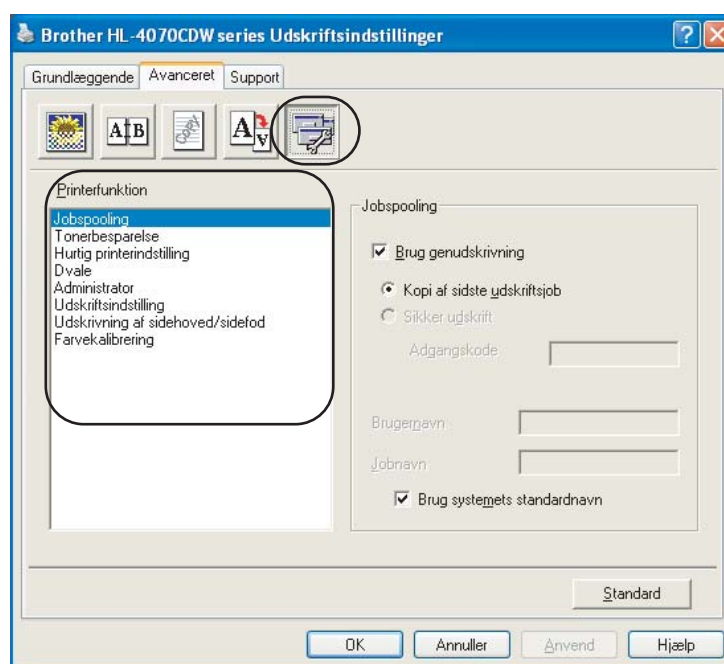 Brother HL-4070CDW series Udskriftsindstillinger
Grundlæggende Avanceret Support
A B Copy A A
Printerfunktion
Jobspooling
Tonerbesparelse
Hurtig printerindstilling
Dvale
Administrator
Udskriftsindstilling
Udskrivning af sidehoved/sidefod
Farvekalibrering
Jobspooling
Brug genudskrivning
Kopi af sidste udskriftsjob
Sikker udskrift
Adgangskode
Brugernavn
Jobnavn
Brug systemets standardnavn
Standard
OK Annuller Anvend Hjælp